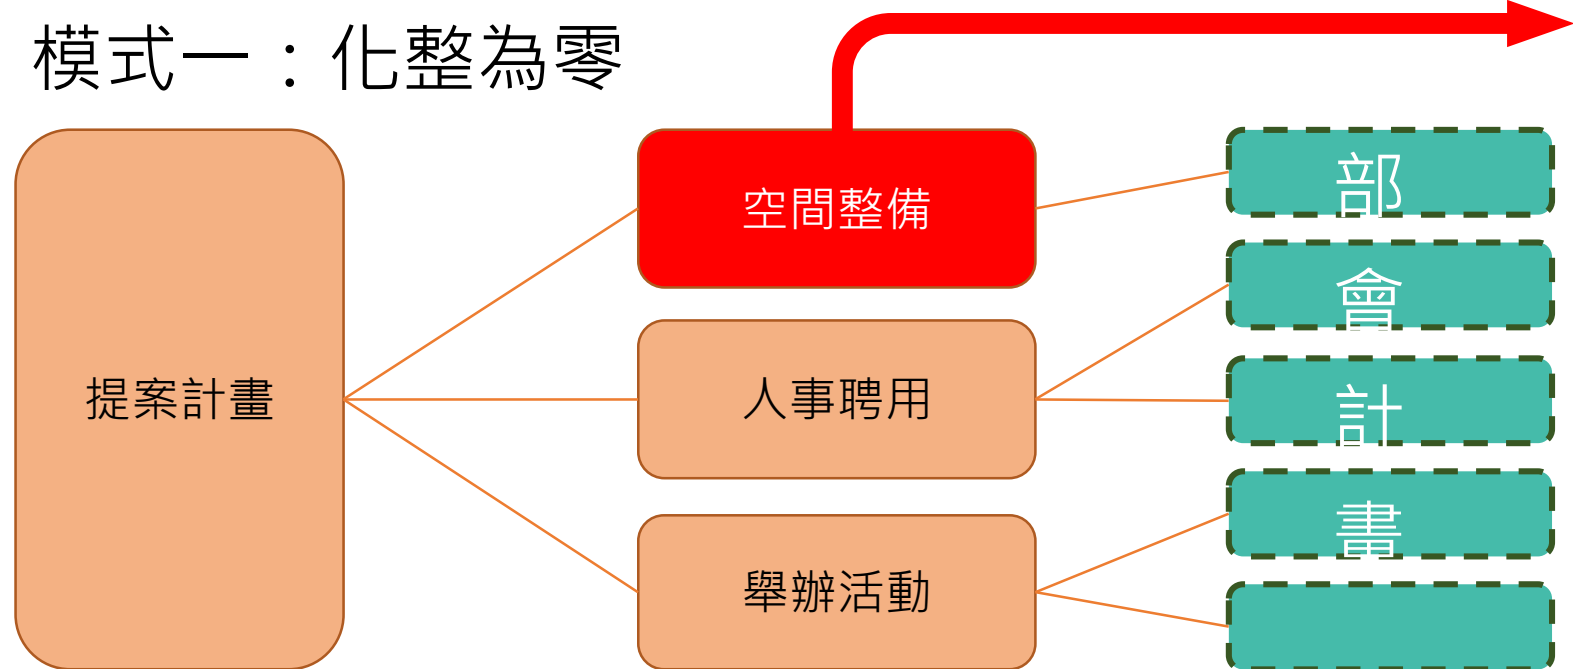 模式一：化整為零
提案計畫
空間整備
人事聘用
舉辦活動
部
會
計
畫